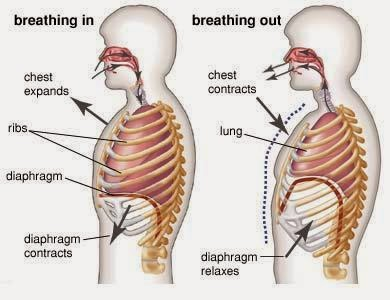 breathing in
chest
expands
ribs
diaphragm
diaphragm
contracts
breathing out
chest
contracts
lung
diaphragm
relaxes